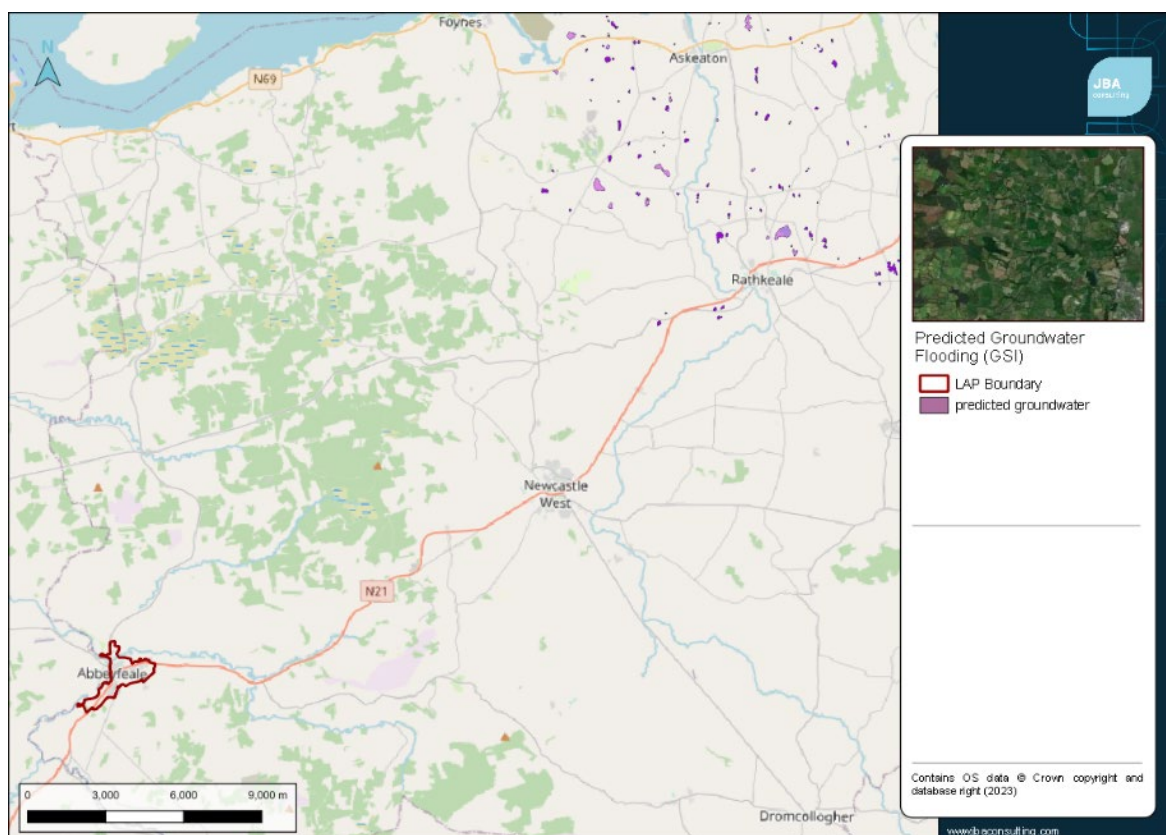 Foynes
N
N69
Askeaton
JBA
consulting
Rathkeale
Predicted Groundwater
Flooding (GSI)
LAP Boundary
predicted groundwater
Newcastle
West
N21
Abbeyfeale
0 3,000 6,000 9,000 m
Dromcollogher
Contains OS data © Crown copyright and
database right (2023)
www.jbaconsulting.com